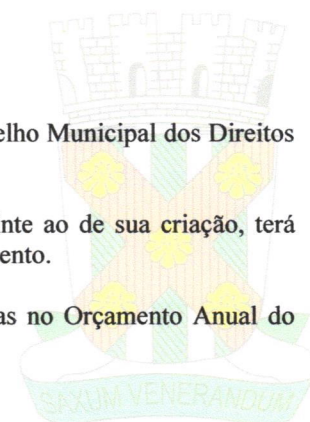 elho Municipal dos Direitos
nte ao de sua criação, terá
ento.
as no Orçamento Anual do
SAXUM VENERANDUM